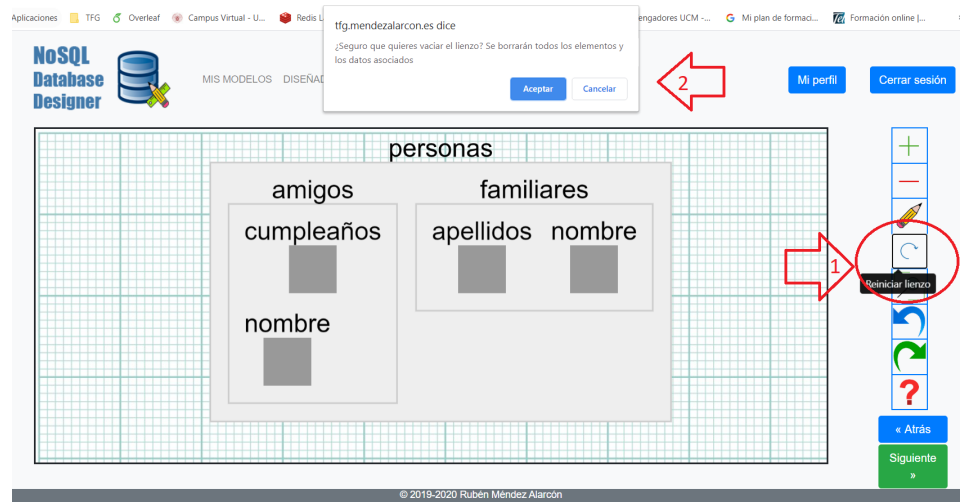 Aplicaciones TFG Overleaf Campus Virtual - U... Redis L engadores UCM -... Mi plan de formaci... Formación online |...
tfg.mendezalarcon.es dice
¿Seguro que quieres vaciar el lienzo? Se borrarán todos los elementos y
los datos asociados
Aceptar Cancelar
2
NoSQL
Database
Designer
MIS MODELOS DISEÑAD
Mi perfil Cerrar sesión
personas
amigos familiares
cumpleaños apellidos nombre
nombre
1
Reiniciar lienzo
?
« Atrás
Siguiente
»
© 2019-2020 Rubén Méndez Alarcón